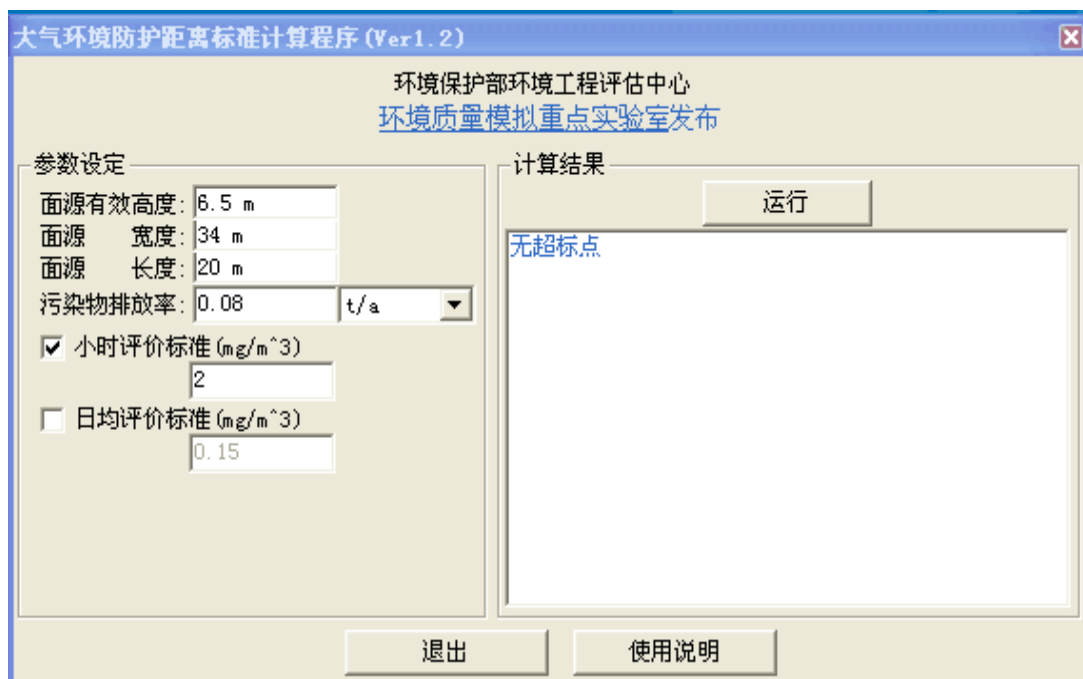 大气环境防护距离标准计算程序(Ver1.2)
环境保护部环境工程评估中心
环境质量模拟重点实验室发布
参数设定
面源有效高度: 6.5 m
面源 宽度: 34 m
面源 长度: 20 m
污染物排放率: 0.08 t/a
小时评价标准(mg/m^3)
2
日均评价标准(mg/m^3)
0.15
计算结果
运行
无超标点
退出
使用说明